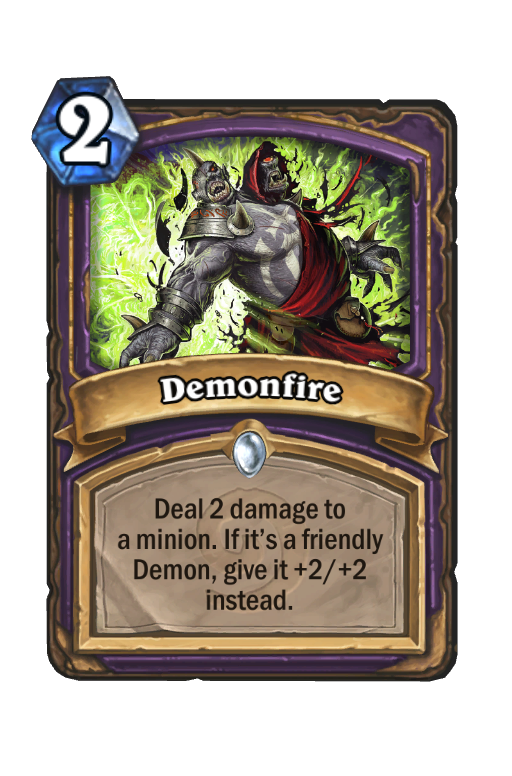 2
Demonfire
Deal 2 damage to
a minion. If it's a friendly
Demon, give it +2/+2
instead.